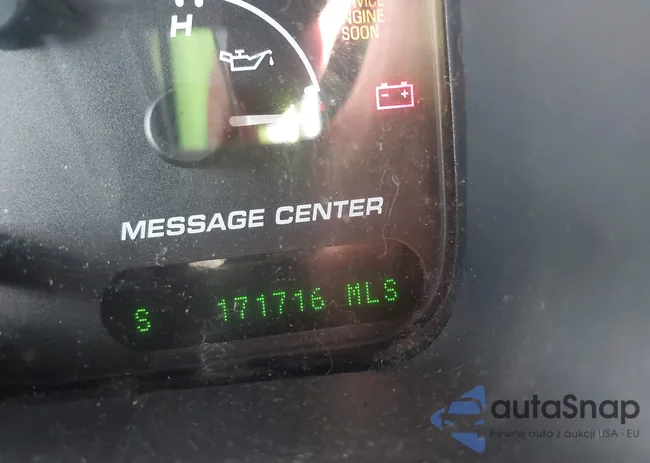 H
ENGINE
SOON
MESSAGE CENTER
S 171716 MLS
autaSnap
Pewne auta z aukcji USA i EU